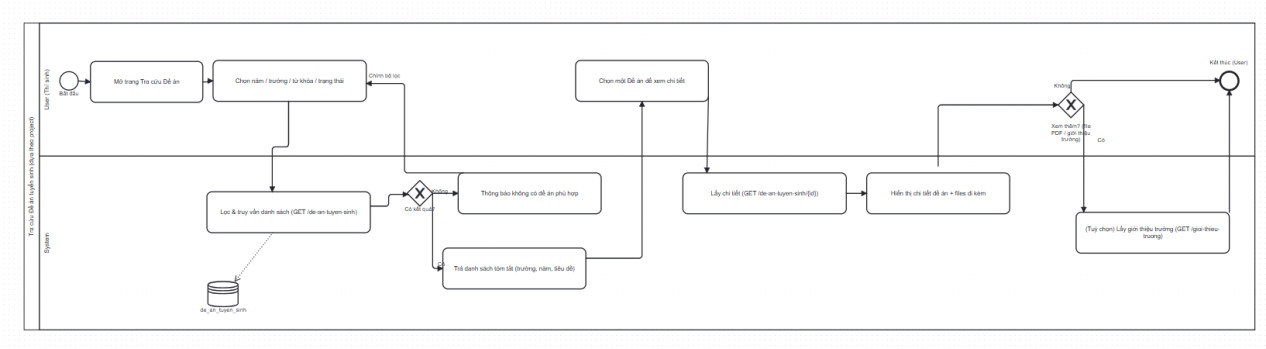 Tra cứu Đề án tuyển sinh (dựa theo project)
User (Thí sinh)
Bắt đầu
Mở trang Tra cứu Đề án
Chọn năm / trường / từ khóa / trạng thái
Chỉnh bộ lọc
Chọn một Đề án để xem chi tiết
Không
Xem thêm? (file
PDF / giới thiệu
trường)
Có
Kết thúc (User)
System
Lọc & truy vấn danh sách (GET /de-an-tuyen-sinh)
de_an_tuyen_sinh
Có kết quả?
Không
Thông báo không có đề án phù hợp
Có
Trả danh sách tóm tắt (trường, năm, tiêu đề)
Lấy chi tiết (GET /de-an-tuyen-sinh/{id})
Hiển thị chi tiết đề án + files đi kèm
(Tuỳ chọn) Lấy giới thiệu trường (GET /gioi-thieu-
truong)